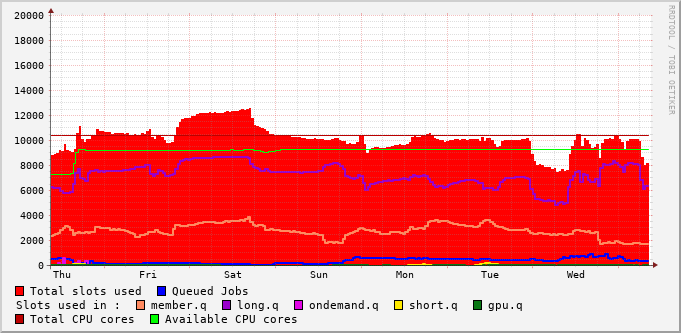 20000
18000
16000
14000
12000
10000
8000
6000
4000
2000
0
Thu Fri Sat Sun Mon Tue Wed
Total slots used Queued Jobs
Slots used in : member.q long.q ondemand.q short.q gpu.q
Total CPU cores Available CPU cores
RRDTOOL / TOBI OETIKER